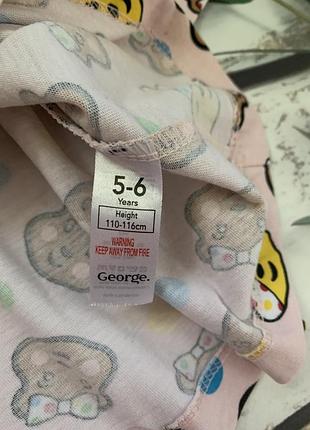 5-6
Years
Height
110-116cm
WARNING
KEEP AWAY FROM FIRE
George.